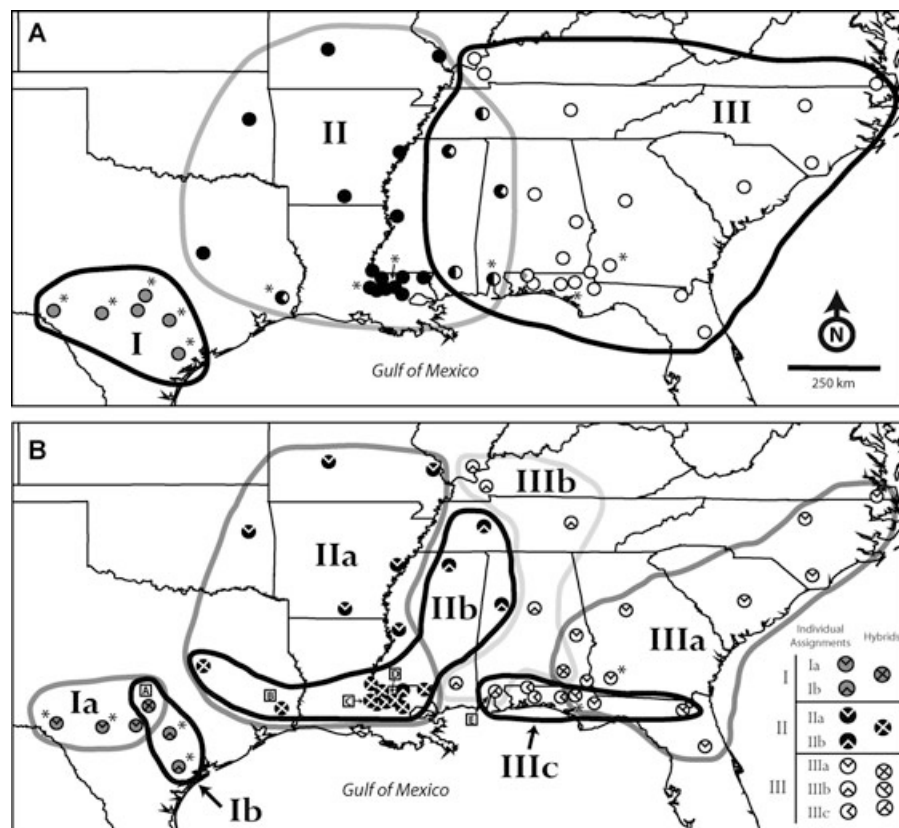 A
II
III
I
*
*
*
*
*
*
*
*
*
*
*
Gulf of Mexico
N
250 km
B
IIIb
IIa
IIb
IIIa
Ia
A
B
C
D
E
*
*
*
*
*
IIIc
Ib
Gulf of Mexico
Individual Assignments
Hybrids
I
Ia
Ib
II
IIa
IIb
III
IIIa
IIIb
IIIc